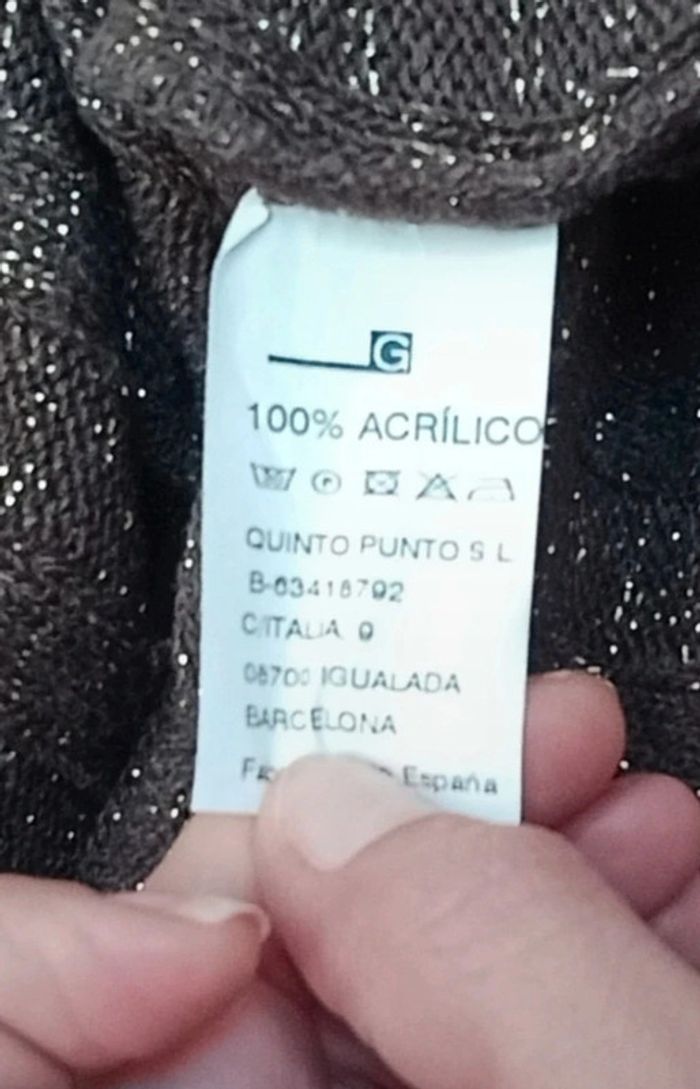 G
100% ACRÍLICO
QUINTO PUNTO S L
B-63418792
C/ITALIA 9
08700 IGUALADA
BARCELONA
España